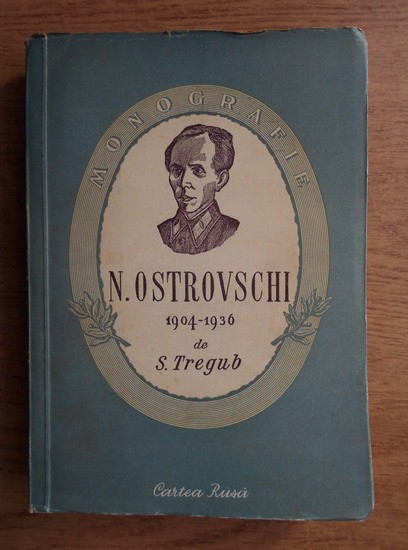 MONOGRAFIE
N. OSTROVSCHI
1904-1936
de
S. Tregub
Cartea Rusă